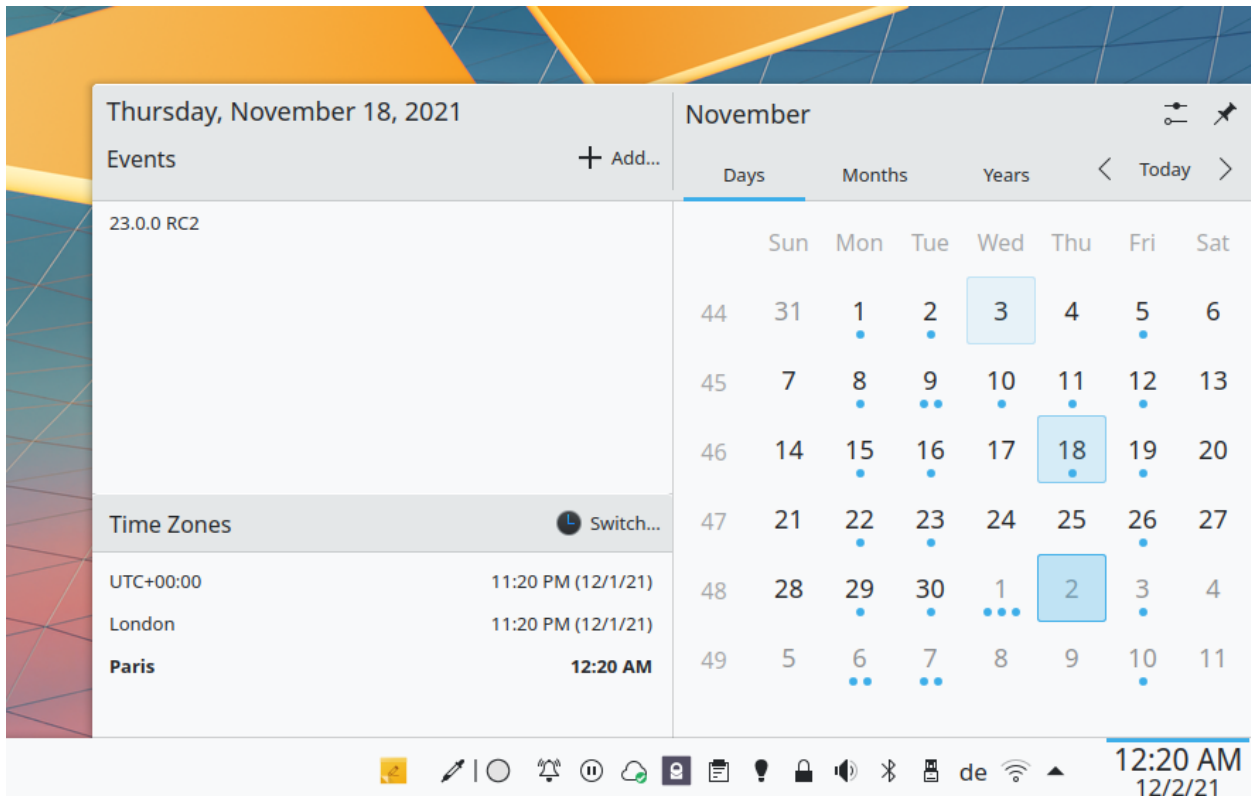 Thursday, November 18, 2021
Events
Add...
23.0.0 RC2
Time Zones
Switch...
UTC+00:00 11:20 PM (12/1/21)
London 11:20 PM (12/1/21)
Paris 12:20 AM
November
Days Months Years Today
Sun Mon Tue Wed Thu Fri Sat
44 31 1 2 3 4 5 6
45 7 8 9 10 11 12 13
46 14 15 16 17 18 19 20
47 21 22 23 24 25 26 27
48 28 29 30 1 2 3 4
49 5 6 7 8 9 10 11
de
12:20 AM
12/2/21